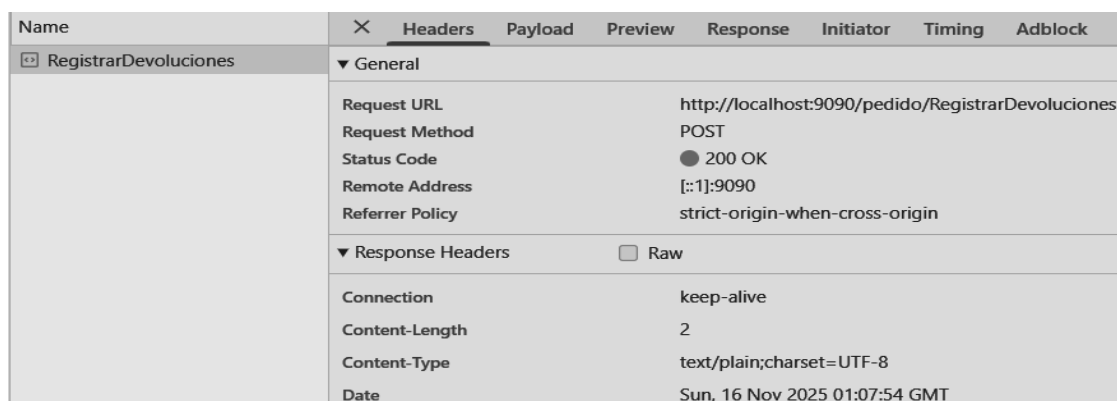 Name
Headers Payload Preview Response Initiator Timing Adblock
RegistrarDevoluciones
General
Request URL http://localhost:9090/pedido/RegistrarDevoluciones
Request Method POST
Status Code 200 OK
Remote Address [::1]:9090
Referrer Policy strict-origin-when-cross-origin
Response Headers Raw
Connection keep-alive
Content-Length 2
Content-Type text/plain;charset=UTF-8
Date Sun, 16 Nov 2025 01:07:54 GMT